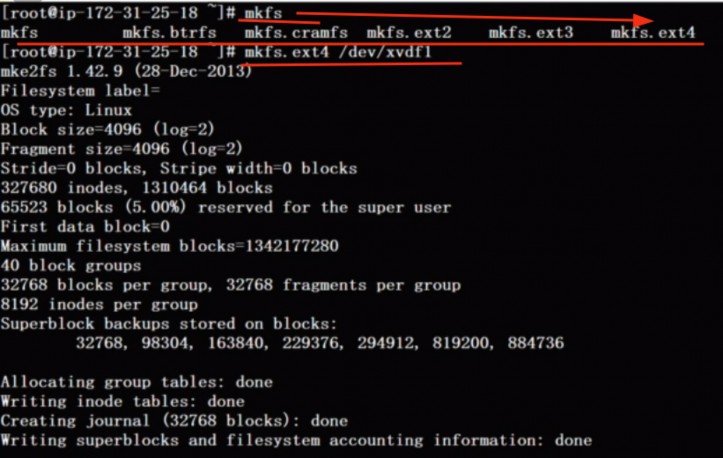 [root@ip-172-31-25-18 ~]# mkfs
mkfs mkfs.btrfs mkfs.cramfs mkfs.ext2 mkfs.ext3 mkfs.ext4
[root@ip-172-31-25-18 ~]# mkfs.ext4 /dev/xvdf1
mke2fs 1.42.9 (28-Dec-2013)
Filesystem label=
OS type: Linux
Block size=4096 (log=2)
Fragment size=4096 (log=2)
Stride=0 blocks, Stripe width=0 blocks
327680 inodes, 1310464 blocks
65523 blocks (5.00%) reserved for the super user
First data block=0
Maximum filesystem blocks=1342177280
40 block groups
32768 blocks per group, 32768 fragments per group
8192 inodes per group
Superblock backups stored on blocks:
32768, 98304, 163840, 229376, 294912, 819200, 884736
Allocating group tables: done
Writing inode tables: done
Creating journal (32768 blocks): done
Writing superblocks and filesystem accounting information: done